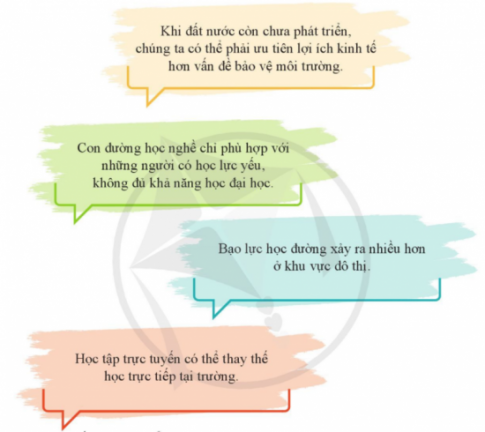 Khi đất nước còn chưa phát triển,
chúng ta có thể phải ưu tiên lợi ích kinh tế
hơn vấn đề bảo vệ môi trường.
Con đường học nghề chỉ phù hợp với
những người có học lực yếu,
không đủ khả năng học đại học.
Bạo lực học đường xảy ra nhiều hơn
ở khu vực đô thị.
Học tập trực tuyến có thể thay thế
học trực tiếp tại trường.